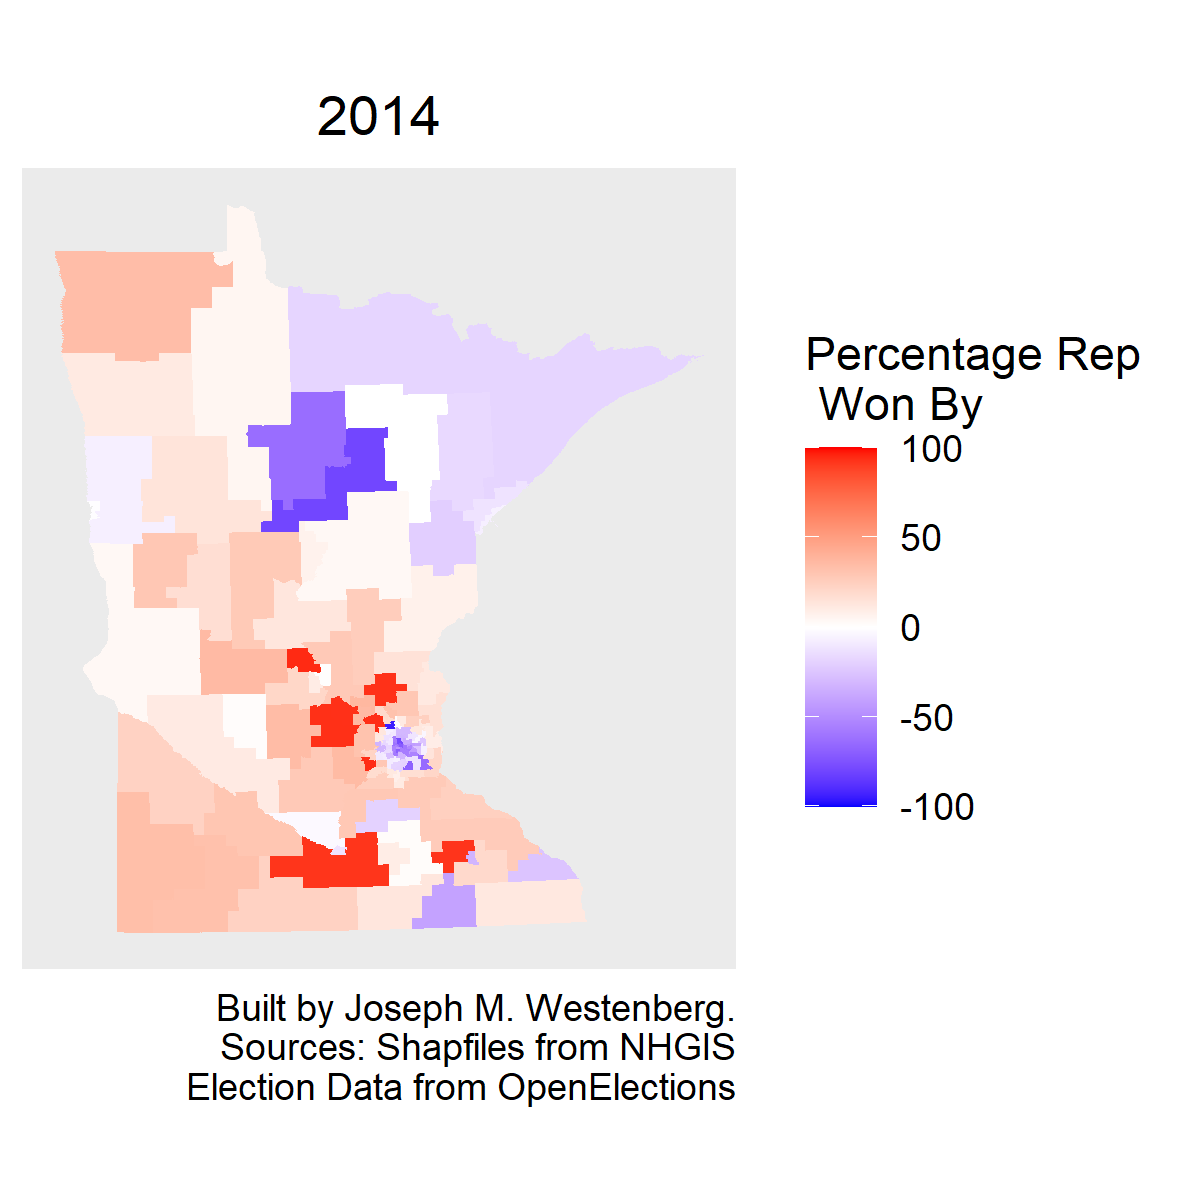 2014
Percentage Rep
Won By
100
50
0
-50
-100
Built by Joseph M. Westenberg.
Sources: Shapfiles from NHGIS
Election Data from OpenElections